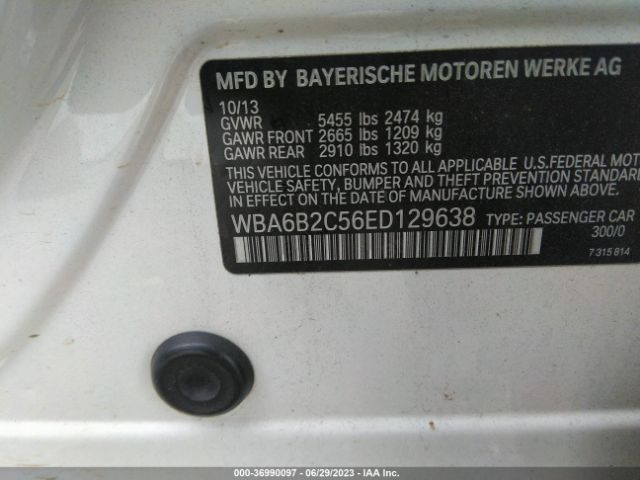 MFD BY BAYERISCHE MOTOREN WERKE AG
10/13
GVWR 5455 lbs 2474 kg
GAWR FRONT 2665 lbs 1209 kg
GAWR REAR 2910 lbs 1320 kg
THIS VEHICLE CONFORMS TO ALL APPLICABLE U.S.FEDERAL MOT
VEHICLE SAFETY, BUMPER AND THEFT PREVENTION STANDARD
IN EFFECT ON THE DATE OF MANUFACTURE SHOWN ABOVE.
WBA6B2C56ED129638 TYPE: PASSENGER CAR
300/0
7 315 814
000-36990097 / 06/29/2023 - IAA Inc.